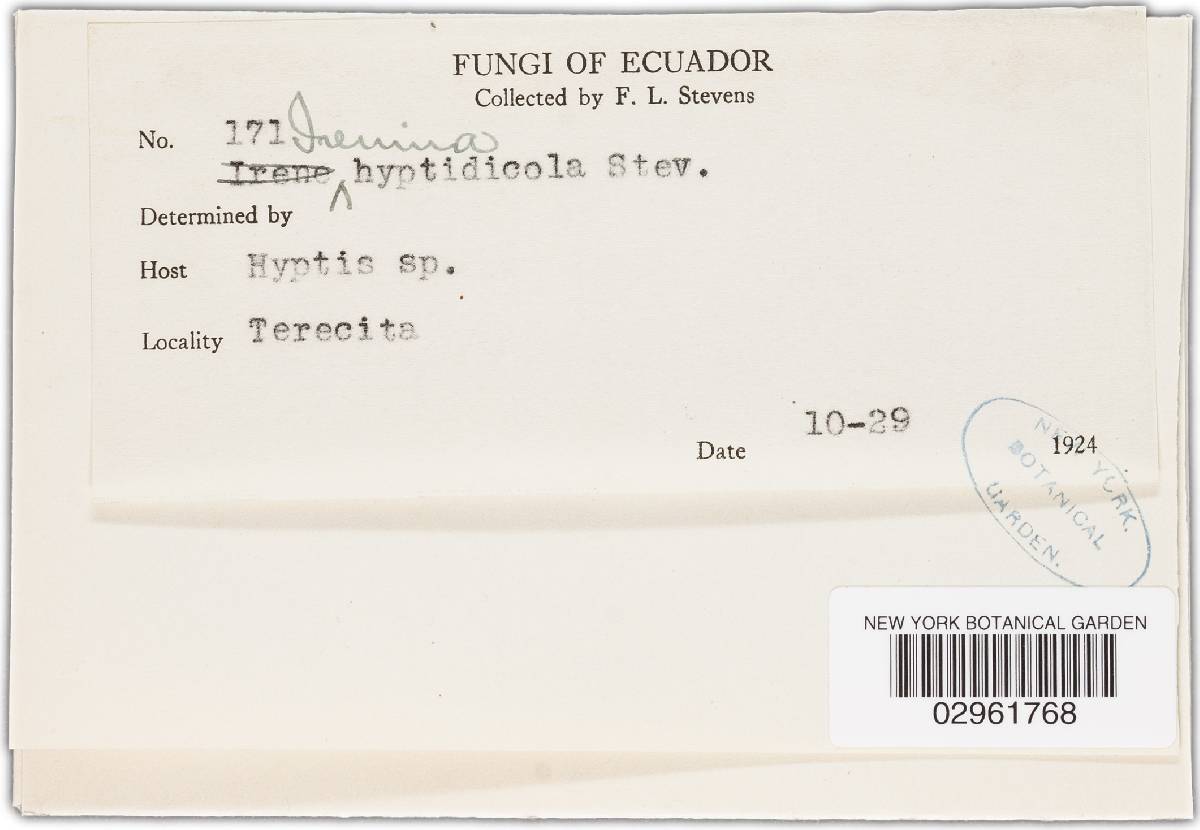 FUNGI OF ECUADOR
Collected by F. L. Stevens
No. 171 Irenina
Irene hyptidicola Stev.
Determined by
Host Hyptis sp.
Locality Terecita
Date 10-29 1924
NEW YORK
BOTANICAL
GARDEN.
NEW YORK BOTANICAL GARDEN
02961768